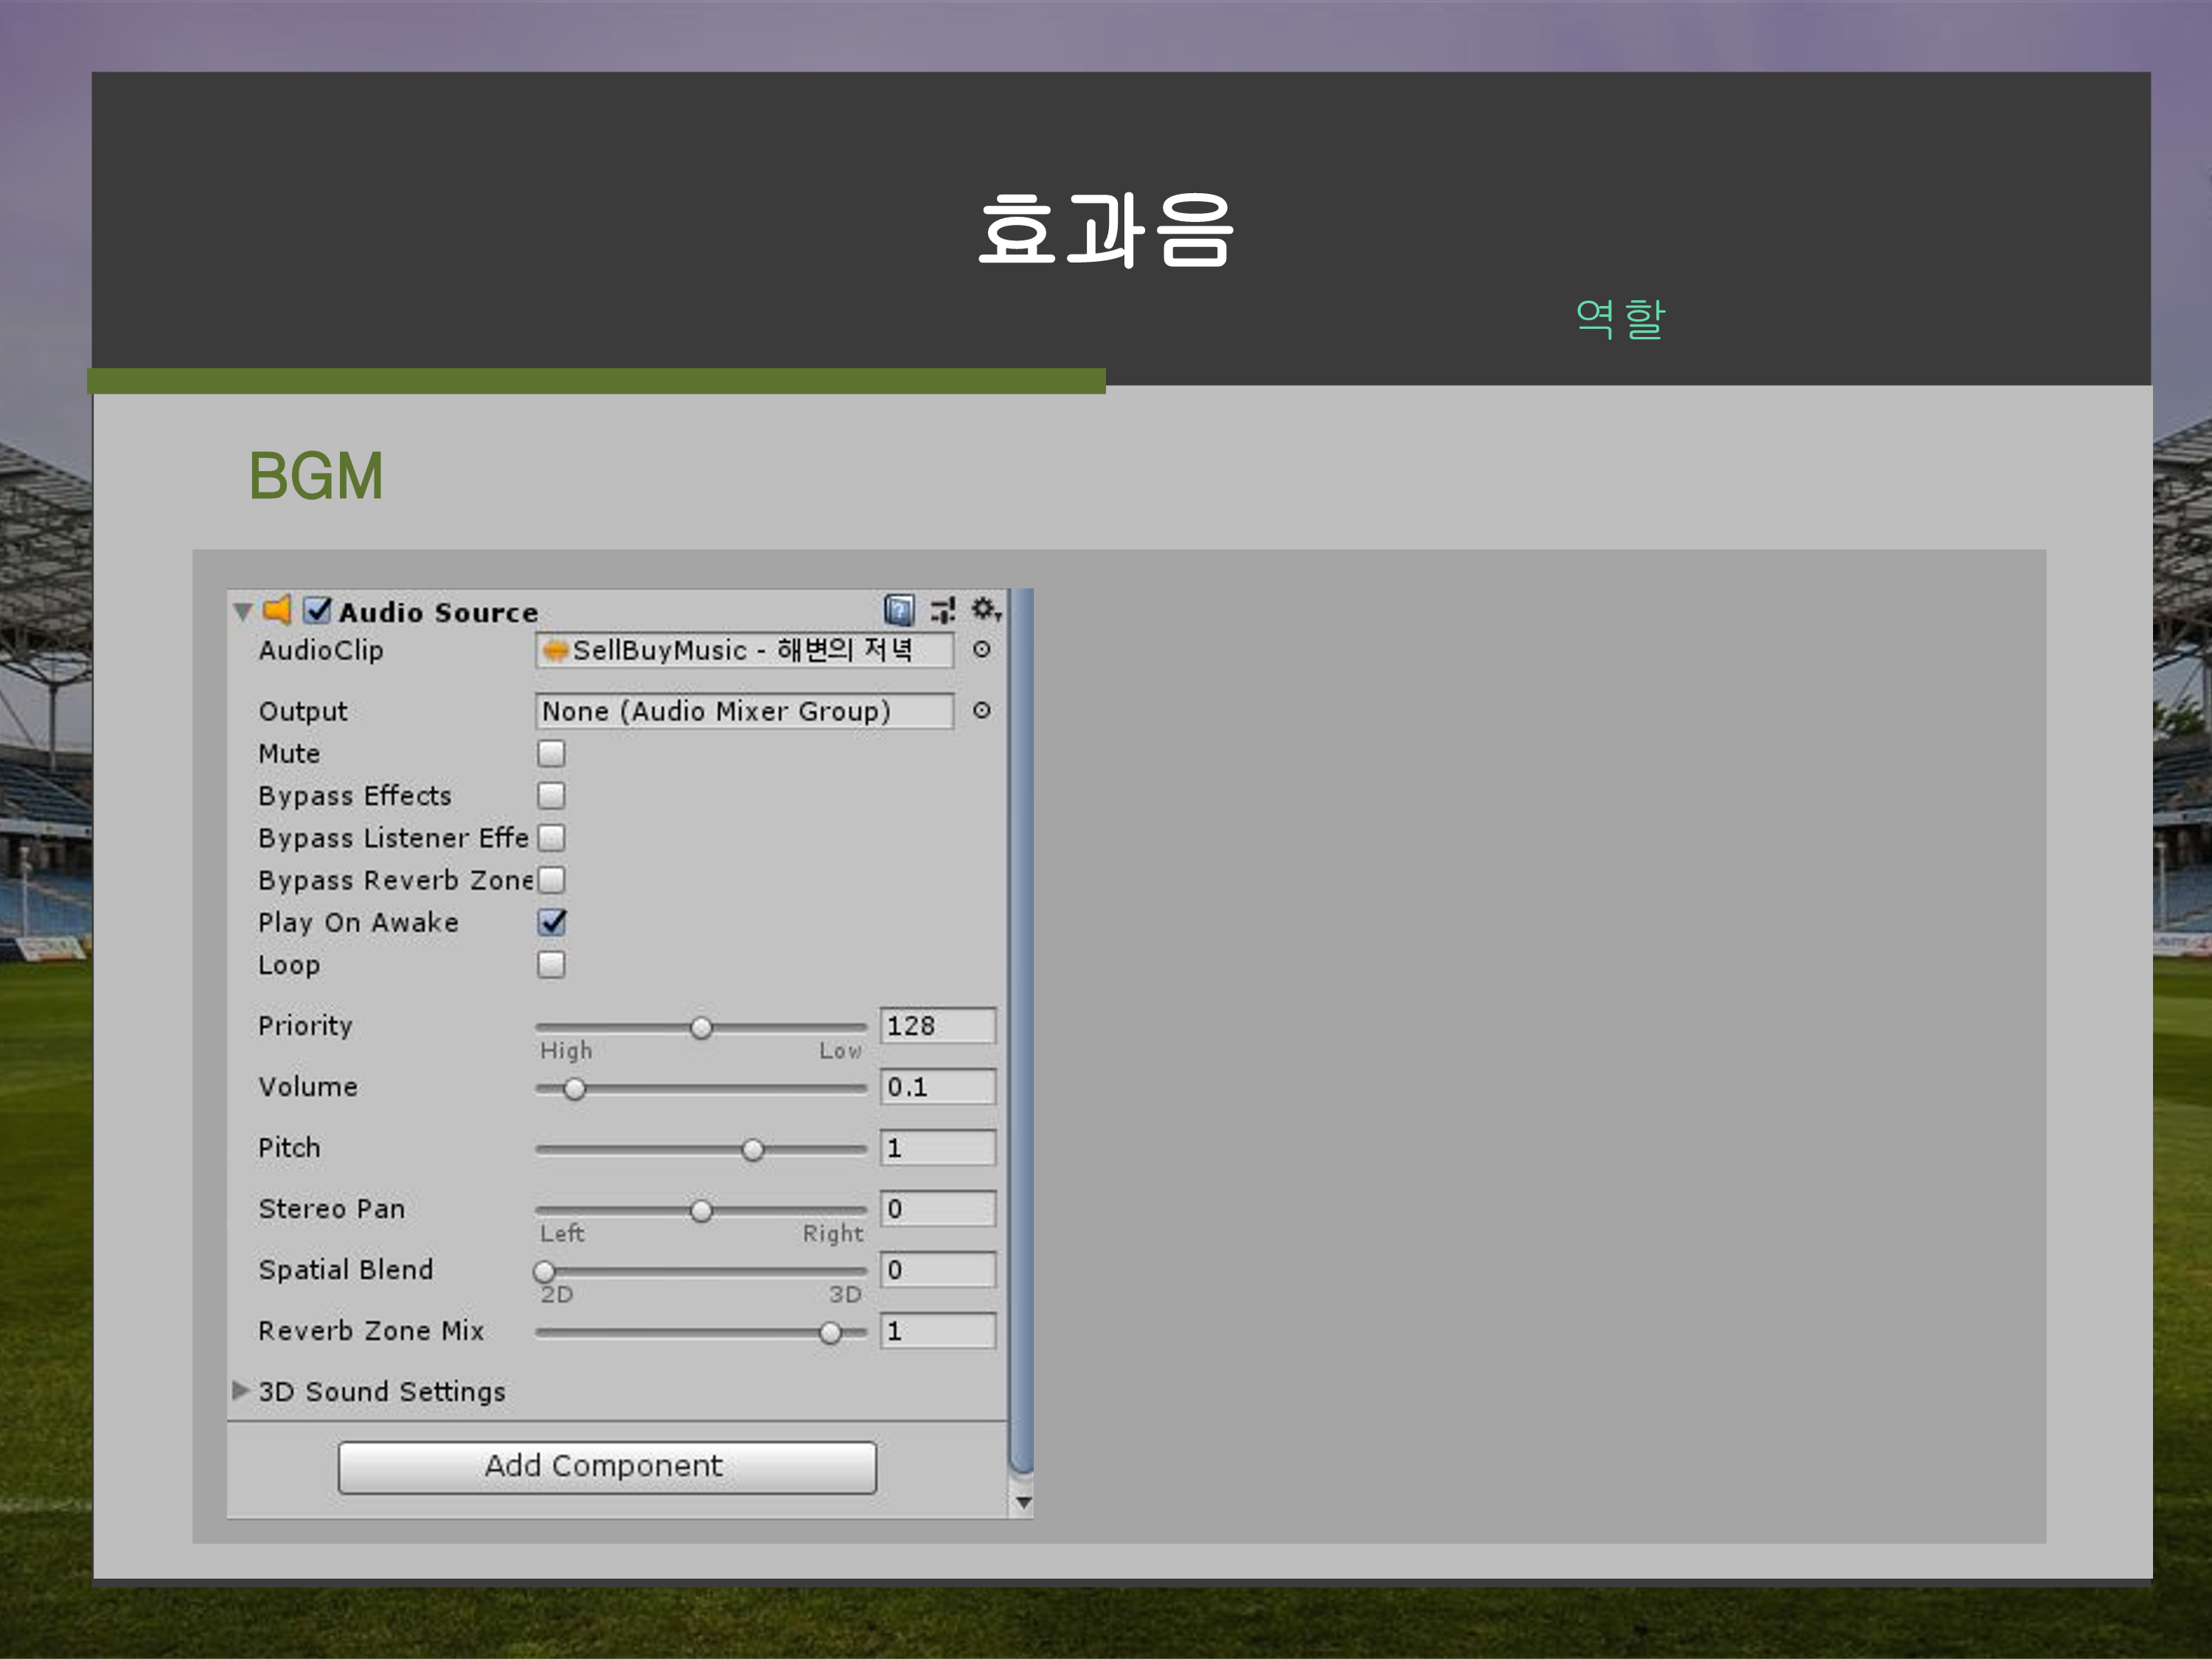 효과음
역할
BGM
Audio Source
AudioClip SellBuyMusic - 해변의 저녁
Output None (Audio Mixer Group)
Mute
Bypass Effects
Bypass Listener Effe
Bypass Reverb Zone
Play On Awake
Loop
Priority 128
High Low
Volume 0.1
Pitch 1
Stereo Pan 0
Left Right
Spatial Blend 0
2D 3D
Reverb Zone Mix 1
3D Sound Settings
Add Component